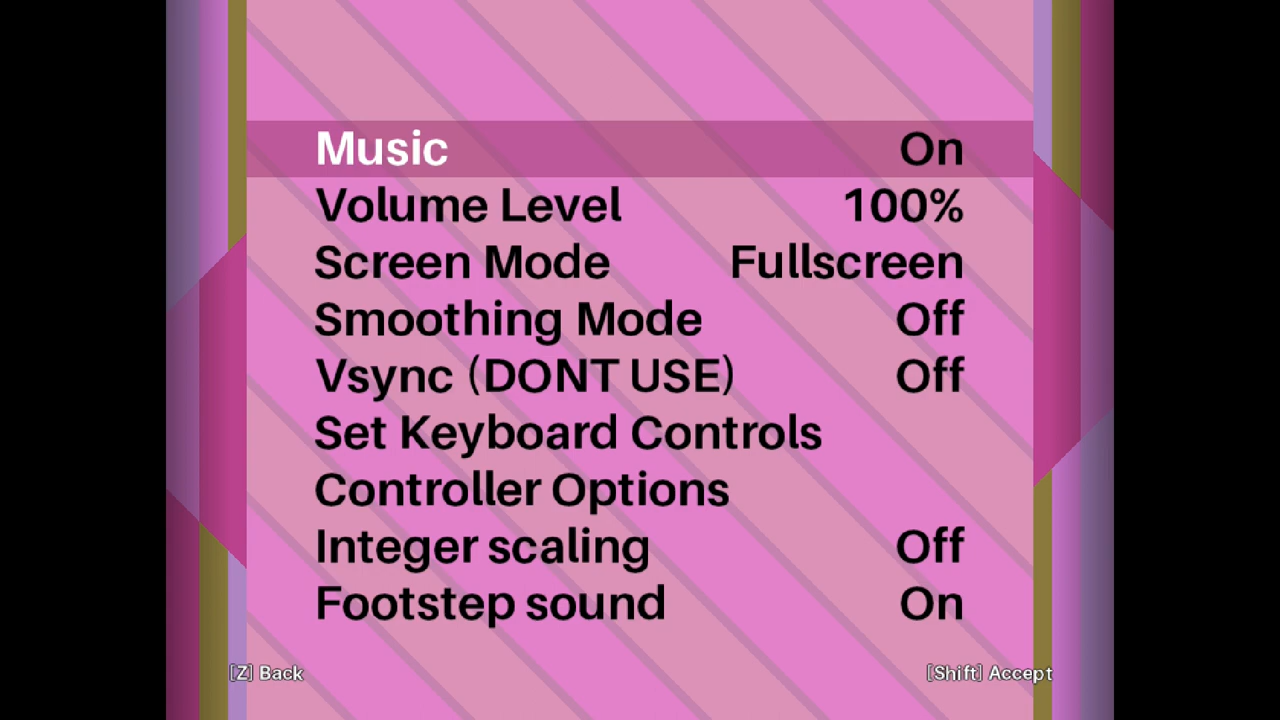 Music On
Volume Level 100%
Screen Mode Fullscreen
Smoothing Mode Off
Vsync (DONT USE) Off
Set Keyboard Controls
Controller Options
Integer scaling Off
Footstep sound On
[Z] Back [Shift] Accept